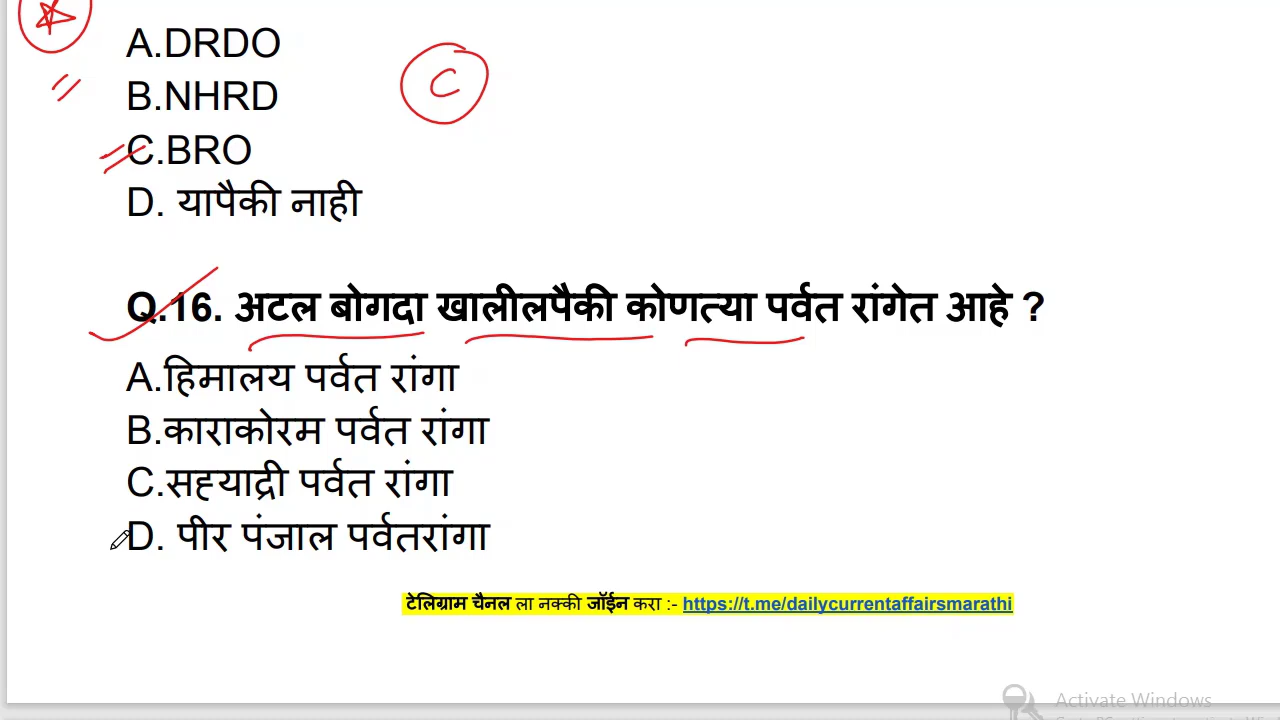 A.DRDO
B.NHRD
C
C.BRO
D. यापैकी नाही
Q.16. अटल बोगदा खालीलपैकी कोणत्या पर्वत रांगेत आहे ?
A.हिमालय पर्वत रांगा
B.काराकोरम पर्वत रांगा
C.सह्याद्री पर्वत रांगा
D. पीर पंजाल पर्वतरांगा
टेलिग्राम चैनल ला नक्की जॉईन करा :- https://t.me/dailycurrentaffairsmarathi
Activate Windows